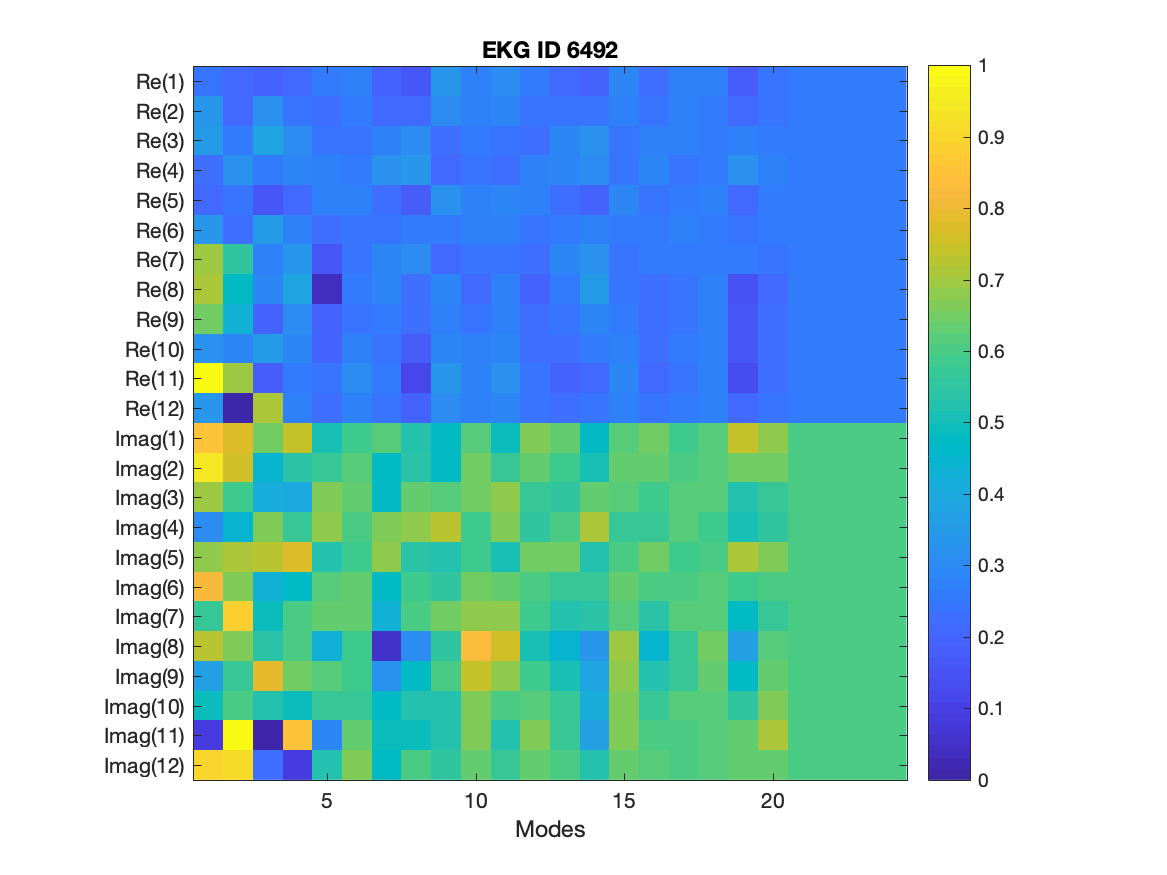 EKG ID 6492
Re(1)
Re(2)
Re(3)
Re(4)
Re(5)
Re(6)
Re(7)
Re(8)
Re(9)
Re(10)
Re(11)
Re(12)
Imag(1)
Imag(2)
Imag(3)
Imag(4)
Imag(5)
Imag(6)
Imag(7)
Imag(8)
Imag(9)
Imag(10)
Imag(11)
Imag(12)
5 10 15 20
Modes
1
0.9
0.8
0.7
0.6
0.5
0.4
0.3
0.2
0.1
0